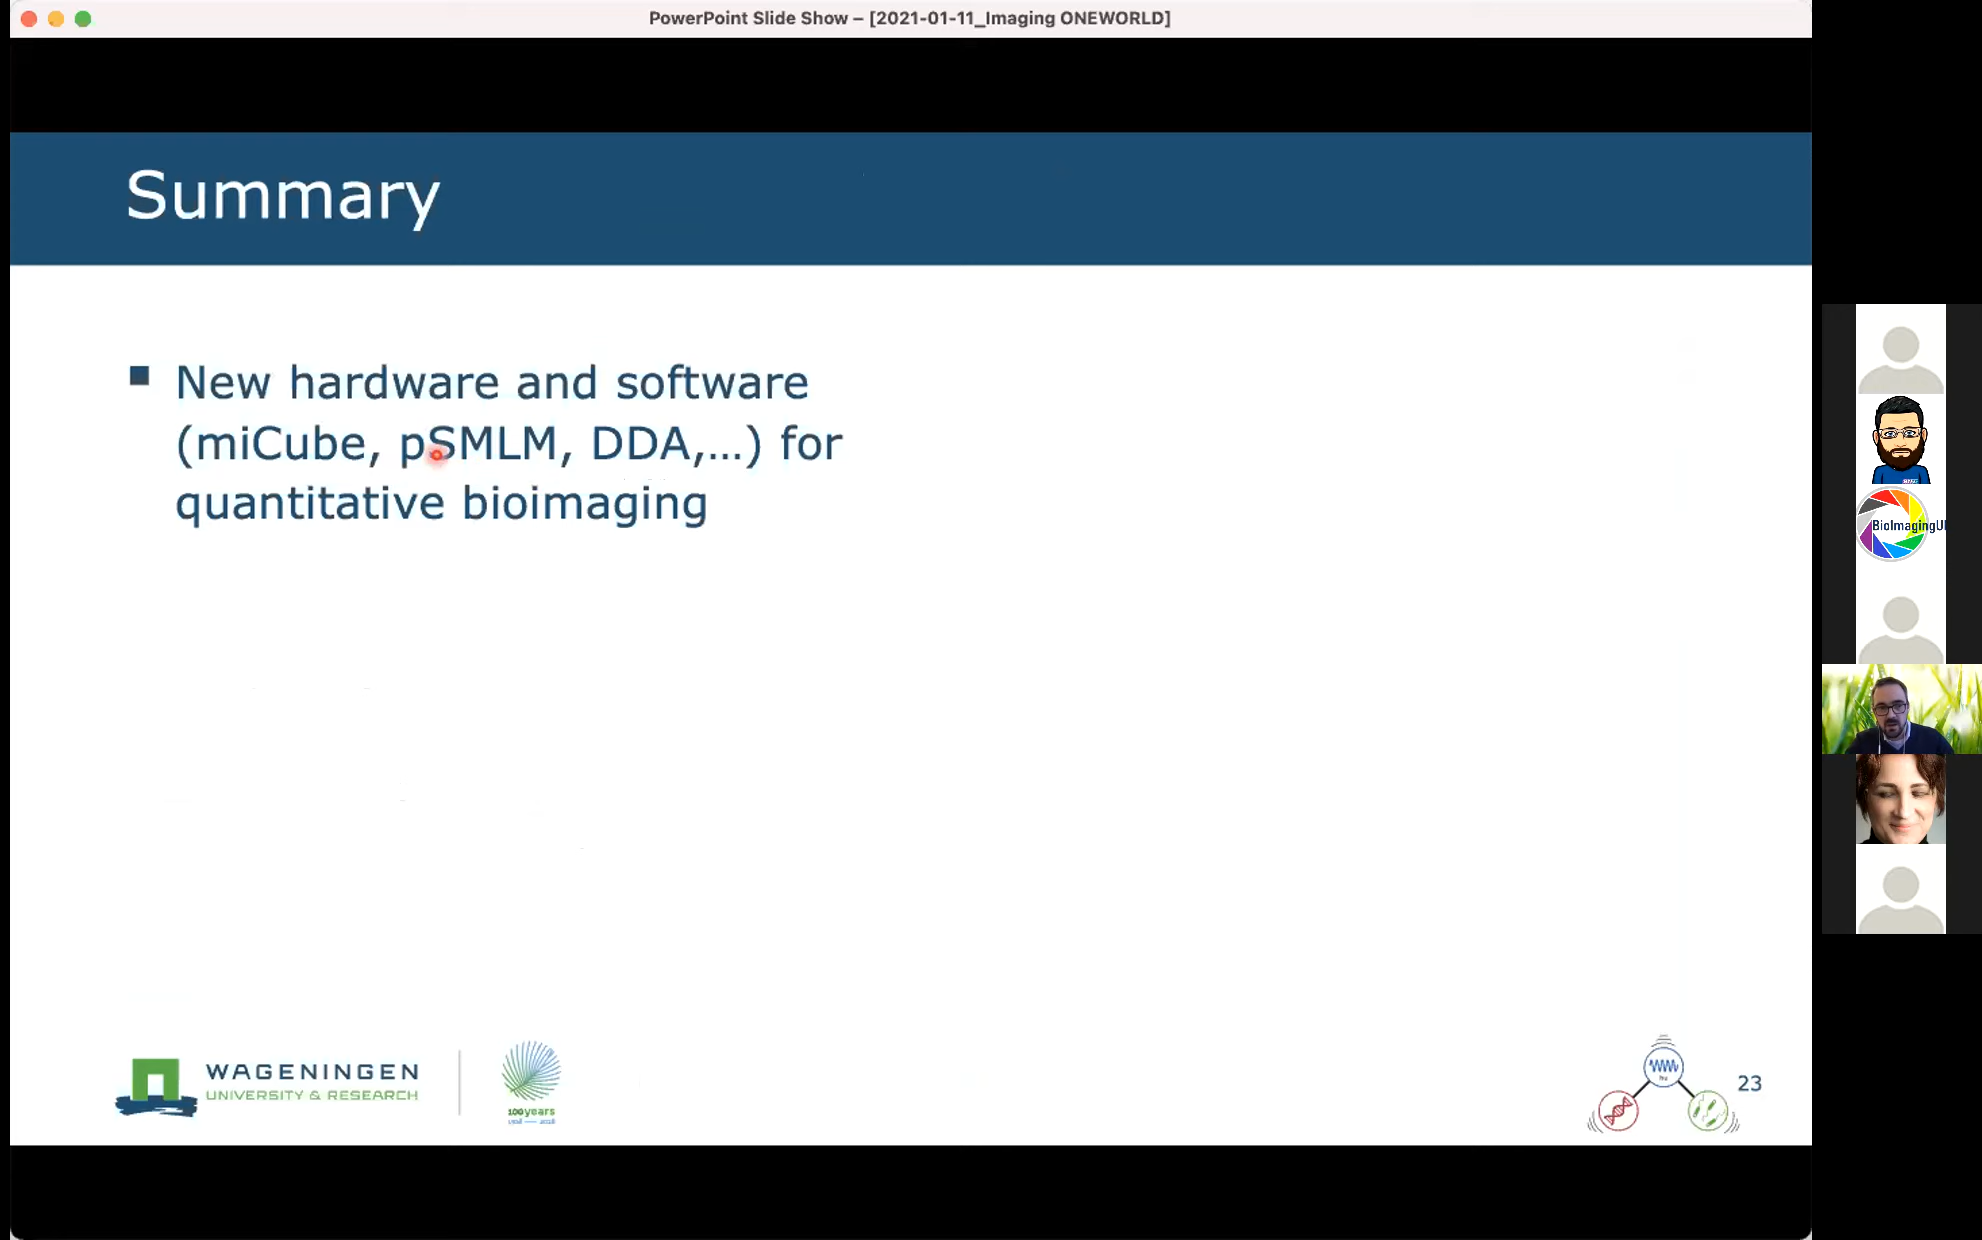 PowerPoint Slide Show – [2021-01-11_Imaging ONEWORLD]
Summary
New hardware and software
(miCube, pSMLM, DDA,...) for
quantitative bioimaging
WAGENINGEN
UNIVERSITY & RESEARCH
100years
23
BioImagingU